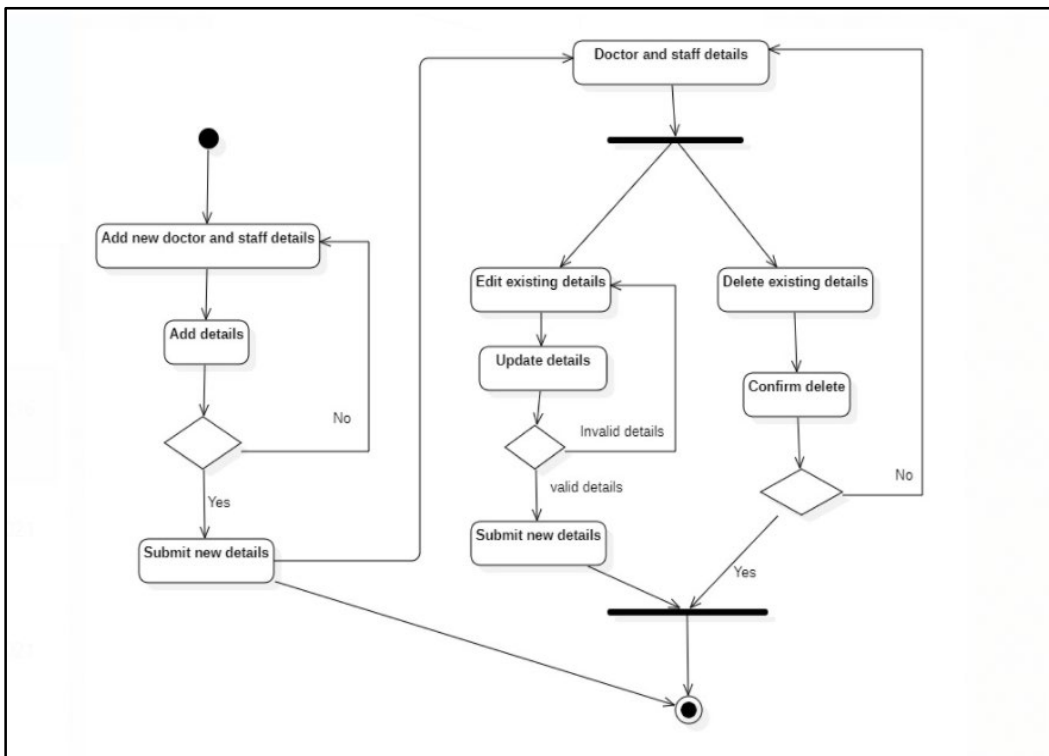 Doctor and staff details
Add new doctor and staff details
Edit existing details
Delete existing details
Add details
Update details
Confirm delete
No
Invalid details
No
valid details
Yes
Submit new details
Submit new details
Yes